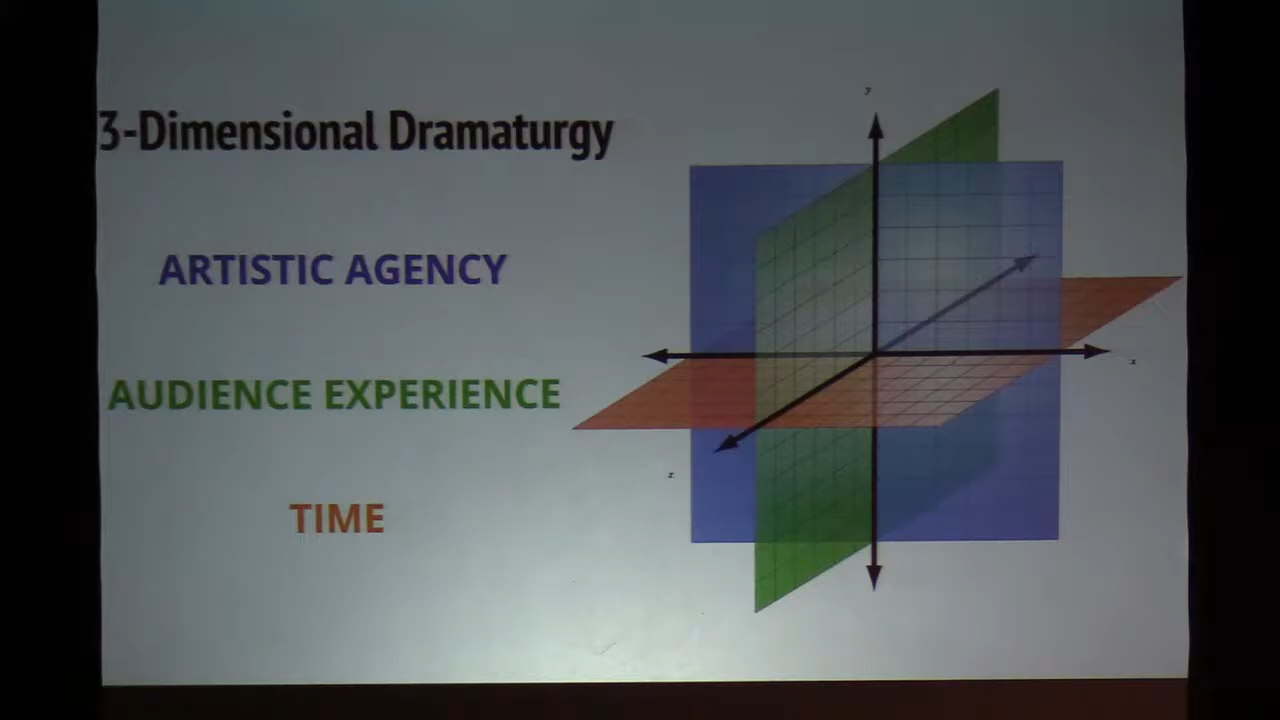 3-Dimensional Dramaturgy
ARTISTIC AGENCY
AUDIENCE EXPERIENCE
TIME
y
x
z